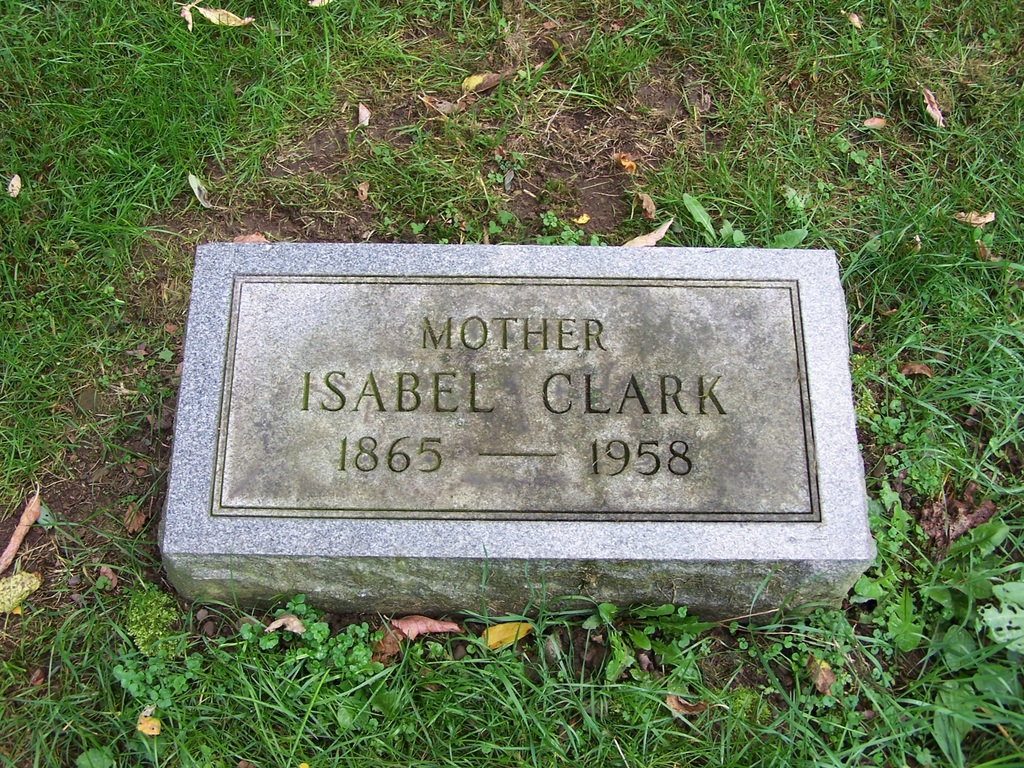 MOTHER
ISABEL CLARK
1865 — 1958